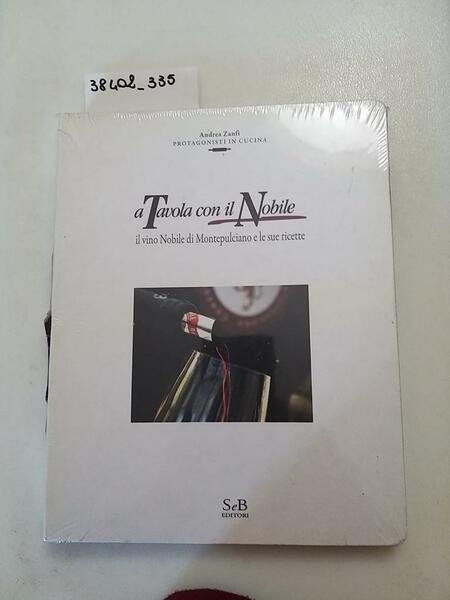 38402_335
Andrea Zanfi
PROTAGONISTI IN CUCINA
a Tavola con il Nobile
il vino Nobile di Montepulciano e le sue ricette
SeB
EDITORI